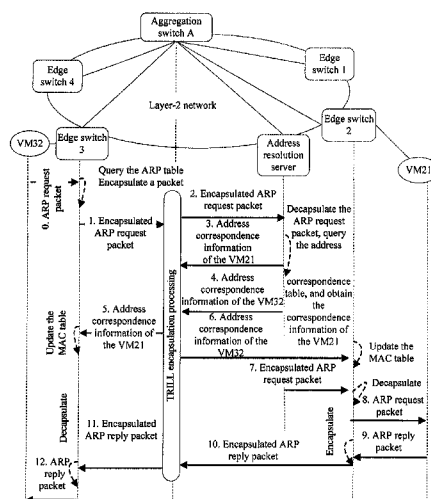 Aggregation
switch A
Edge
switch 4
Edge
switch 1
Layer-2 network
VM32
Edge switch
3
Address
resolution
server
Edge switch
2
VM21
0. ARP request
packet
Query the ARP table
Encapsulate a packet
1. Encapsulated
ARP request
packet
2. Encapsulated ARP
request packet
3. Address
correspondence
information
of the VM21
Decapsulate the
ARP request
packet, query
the address
correspondence
table, and obtain
the
correspondence
information of
the VM21
4. Address
correspondence
information of the VM32
5. Address
correspondence
information of
the VM21
6. Address
correspondence
information of the
VM32
TRILL encapsulation processing
Update the
MAC table
Update the
MAC table
7. Encapsulated ARP
request packet
Decapsulate
8. ARP request
packet
Encapsulate
9. ARP reply
packet
10. Encapsulated ARP
reply packet
11. Encapsulated
ARP reply packet
Decapsulate
12. ARP
reply
packet